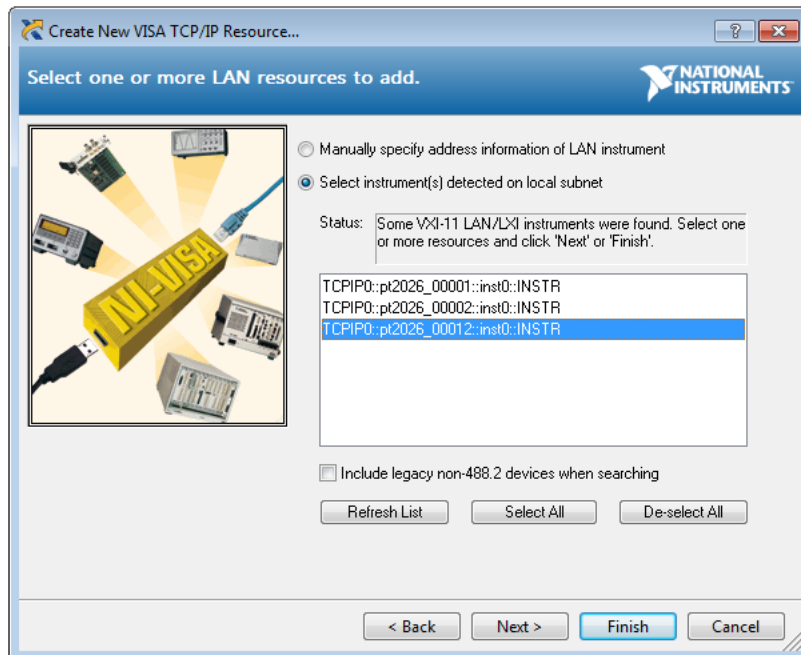 Create New VISA TCP/IP Resource...
?
Select one or more LAN resources to add.
NATIONAL
INSTRUMENTS
NI-VISA
Manually specify address information of LAN instrument
Select instrument(s) detected on local subnet
Status:
Some VXI-11 LAN/LXI instruments were found. Select one
or more resources and click 'Next' or 'Finish'.
TCPIP0::pt2026_00001::inst0::INSTR
TCPIP0::pt2026_00002::inst0::INSTR
TCPIP0::pt2026_00012::inst0::INSTR
Include legacy non-488.2 devices when searching
Refresh List
Select All
De-select All
< Back
Next >
Finish
Cancel